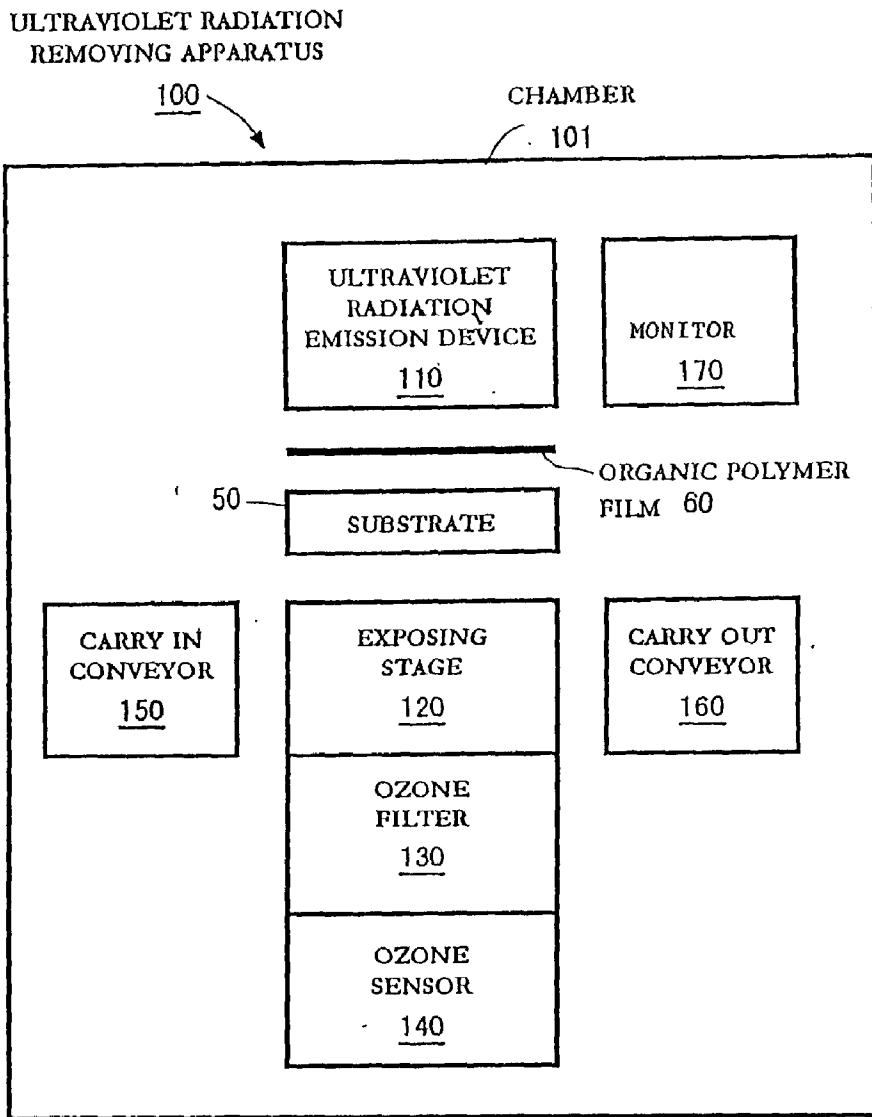 ULTRAVIOLET RADIATION
REMOVING APPARATUS
100
CHAMBER
101
ULTRAVIOLET
RADIATION
EMISSION DEVICE
110
MONITOR
170
ORGANIC POLYMER
FILM 60
50
SUBSTRATE
CARRY IN
CONVEYOR
150
EXPOSING
STAGE
120
CARRY OUT
CONVEYOR
160
OZONE
FILTER
130
OZONE
SENSOR
140